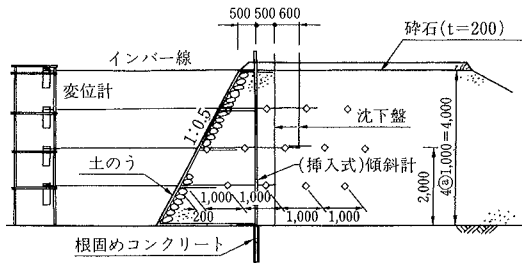 500 500 600
砕石(t=200)
インバー線
変位計
1:0.5
沈下盤
土のう
(挿入式)傾斜計
4@1,000=4,000
2,000
1,000 1,000
200
1,000 1,000
根固めコンクリート